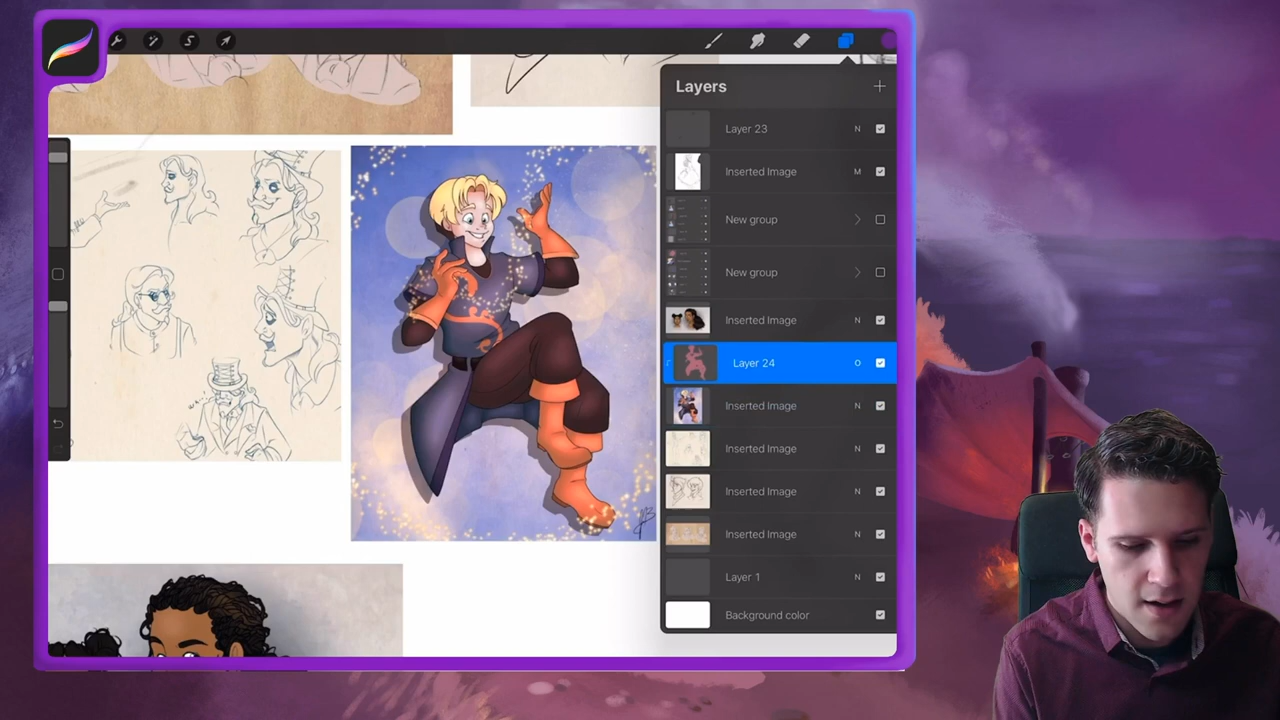 Layers
Layer 23 N
Inserted Image M
New group
New group
Inserted Image N
Layer 24 O
Inserted Image N
Inserted Image N
Inserted Image N
Inserted Image N
Layer 1 N
Background color